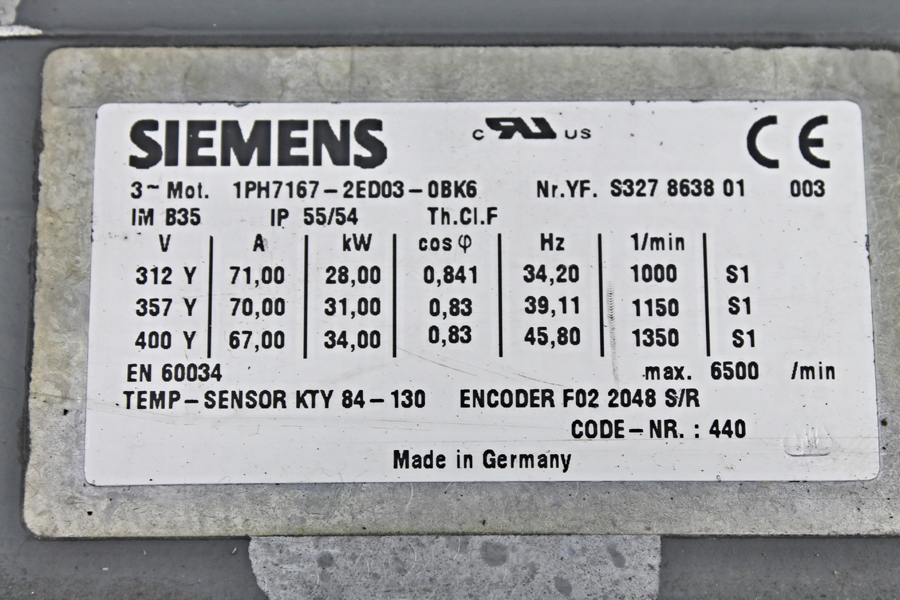 SIEMENS
c RU US
CE
3~ Mot. 1PH7167-2ED03-0BK6 Nr.YF. S327 8638 01 003
IM B35 IP 55/54 Th.Cl.F
V A kW cos φ Hz 1/min
312 Y 71,00 28,00 0,841 34,20 1000 S1
357 Y 70,00 31,00 0,83 39,11 1150 S1
400 Y 67,00 34,00 0,83 45,80 1350 S1
EN 60034 max. 6500 /min
TEMP-SENSOR KTY 84-130 ENCODER F02 2048 S/R
CODE-NR. : 440
Made in Germany